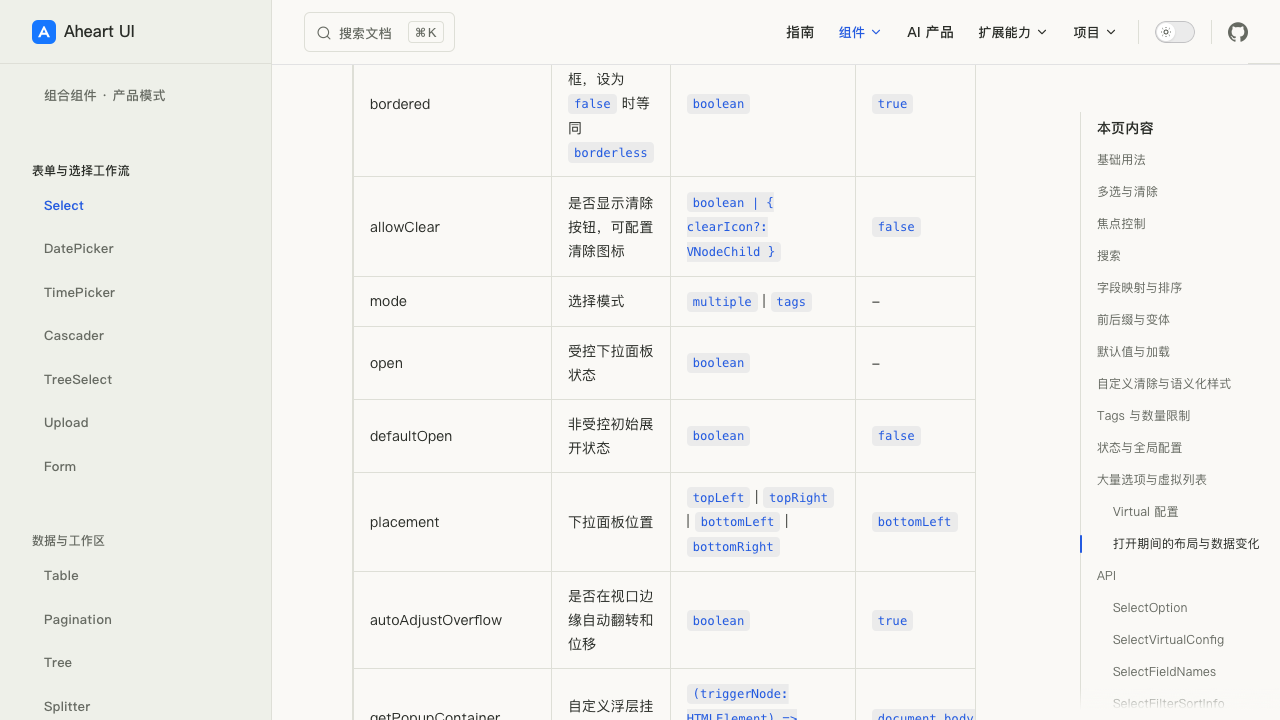 Aheart UI
搜索文档
⌘K
指南
组件
AI 产品
扩展能力
项目
组合组件 · 产品模式
表单与选择工作流
Select
DatePicker
TimePicker
Cascader
TreeSelect
Upload
Form
数据与工作区
Table
Pagination
Tree
Splitter
bordered
框，设为
false 时等
同
borderless
boolean
true
allowClear
是否显示清除
按钮，可配置
清除图标
boolean | {
clearIcon?:
VNodeChild }
false
mode
选择模式
multiple | tags
–
open
受控下拉面板
状态
boolean
–
defaultOpen
非受控初始展
开状态
boolean
false
placement
下拉面板位置
topLeft | topRight
| bottomLeft |
bottomRight
bottomLeft
autoAdjustOverflow
是否在视口边
缘自动翻转和
位移
boolean
true
getPopupContainer
自定义浮层挂
(triggerNode:
HTMLElement) =>
document.body
本页内容
基础用法
多选与清除
焦点控制
搜索
字段映射与排序
前后缀与变体
默认值与加载
自定义清除与语义化样式
Tags 与数量限制
状态与全局配置
大量选项与虚拟列表
Virtual 配置
打开期间的布局与数据变化
API
SelectOption
SelectVirtualConfig
SelectFieldNames
SelectFilterSortInfo